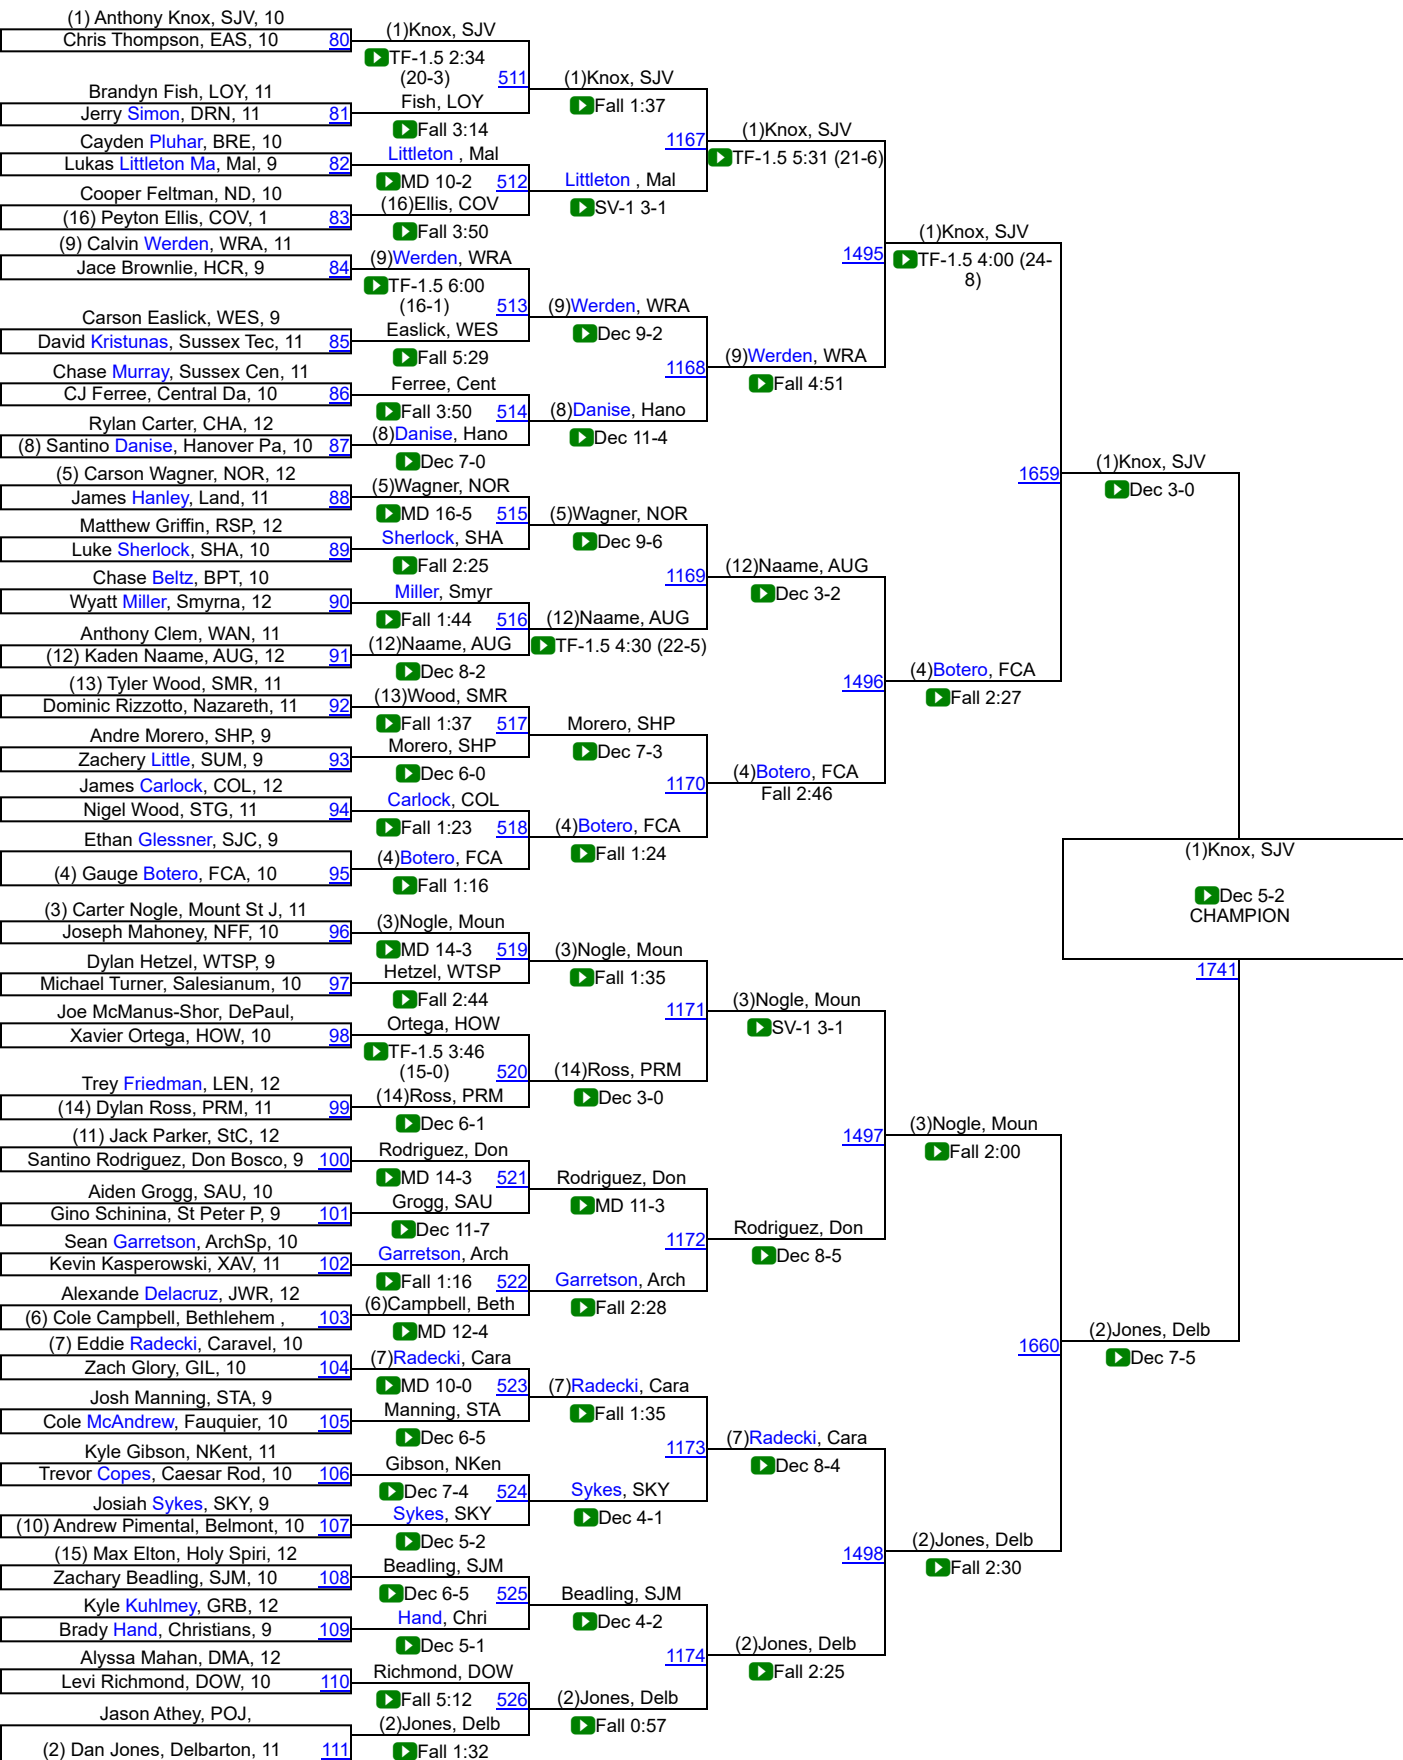 (1) Anthony Knox, SJV, 10
Chris Thompson, EAS, 10 80
Brandyn Fish, LOY, 11
Jerry Simon, DRN, 11 81
Cayden Pluhar, BRE, 10
Lukas Littleton Ma, Mal, 9 82
Cooper Feltman, ND, 10
(16) Peyton Ellis, COV, 1 83
(9) Calvin Werden, WRA, 11
Jace Brownlie, HCR, 9 84
Carson Easlick, WES, 9
David Kristunas, Sussex Tec, 11 85
Chase Murray, Sussex Cen, 11
CJ Ferree, Central Da, 10 86
Rylan Carter, CHA, 12
(8) Santino Danise, Hanover Pa, 10 87
(5) Carson Wagner, NOR, 12
James Hanley, Land, 11 88
Matthew Griffin, RSP, 12
Luke Sherlock, SHA, 10 89
Chase Beltz, BPT, 10
Wyatt Miller, Smyrna, 12 90
Anthony Clem, WAN, 11
(12) Kaden Naame, AUG, 12 91
(13) Tyler Wood, SMR, 11
Dominic Rizzotto, Nazareth, 11 92
Andre Morero, SHP, 9
Zachery Little, SUM, 9 93
James Carlock, COL, 12
Nigel Wood, STG, 11 94
Ethan Glessner, SJC, 9
(4) Gauge Botero, FCA, 10 95
(3) Carter Nogle, Mount St J, 11
Joseph Mahoney, NFF, 10 96
Dylan Hetzel, WTSP, 9
Michael Turner, Salesianum, 10 97
Joe McManus-Shor, DePaul,
Xavier Ortega, HOW, 10 98
Trey Friedman, LEN, 12
(14) Dylan Ross, PRM, 11 99
(11) Jack Parker, StC, 12
Santino Rodriguez, Don Bosco, 9 100
Aiden Grogg, SAU, 10
Gino Schinina, St Peter P, 9 101
Sean Garretson, ArchSp, 10
Kevin Kasperowski, XAV, 11 102
Alexande Delacruz, JWR, 12
(6) Cole Campbell, Bethlehem , 103
(7) Eddie Radecki, Caravel, 10
Zach Glory, GIL, 10 104
Josh Manning, STA, 9
Cole McAndrew, Fauquier, 10 105
Kyle Gibson, NKent, 11
Trevor Copes, Caesar Rod, 10 106
Josiah Sykes, SKY, 9
(10) Andrew Pimental, Belmont, 10 107
(15) Max Elton, Holy Spiri, 12
Zachary Beadling, SJM, 10 108
Kyle Kuhlmey, GRB, 12
Brady Hand, Christians, 9 109
Alyssa Mahan, DMA, 12
Levi Richmond, DOW, 10 110
Jason Athey, POJ,
(2) Dan Jones, Delbarton, 11 111
(1)Knox, SJV
TF-1.5 2:34
(20-3) 511
Fish, LOY
Fall 3:14
Littleton , Mal
MD 10-2 512
(16)Ellis, COV
Fall 3:50
(9)Werden, WRA
TF-1.5 6:00
(16-1) 513
Easlick, WES
Fall 5:29
Ferree, Cent
Fall 3:50 514
(8)Danise, Hano
Dec 7-0
(5)Wagner, NOR
MD 16-5 515
Sherlock, SHA
Fall 2:25
Miller, Smyr
Fall 1:44 516
(12)Naame, AUG
Dec 8-2
(13)Wood, SMR
Fall 1:37 517
Morero, SHP
Dec 6-0
Carlock, COL
Fall 1:23 518
(4)Botero, FCA
Fall 1:16
(3)Nogle, Moun
MD 14-3 519
Hetzel, WTSP
Fall 2:44
Ortega, HOW
TF-1.5 3:46
(15-0) 520
(14)Ross, PRM
Dec 6-1
Rodriguez, Don
MD 14-3 521
Grogg, SAU
Dec 11-7
Garretson, Arch
Fall 1:16 522
(6)Campbell, Beth
MD 12-4
(7)Radecki, Cara
MD 10-0 523
Manning, STA
Dec 6-5
Gibson, NKen
Dec 7-4 524
Sykes, SKY
Dec 5-2
Beadling, SJM
Dec 6-5 525
Hand, Chri
Dec 5-1
Richmond, DOW
Fall 5:12 526
(2)Jones, Delb
Fall 1:32
(1)Knox, SJV
Fall 1:37
1167
Littleton , Mal
SV-1 3-1
(9)Werden, WRA
Dec 9-2
1168
(8)Danise, Hano
Dec 11-4
(5)Wagner, NOR
Dec 9-6
1169
(12)Naame, AUG
TF-1.5 4:30 (22-5)
Morero, SHP
Dec 7-3
1170
(4)Botero, FCA
Fall 1:24
(3)Nogle, Moun
Fall 1:35
1171
(14)Ross, PRM
Dec 3-0
Rodriguez, Don
MD 11-3
1172
Garretson, Arch
Fall 2:28
(7)Radecki, Cara
Fall 1:35
1173
Sykes, SKY
Dec 4-1
Beadling, SJM
Dec 4-2
1174
(2)Jones, Delb
Fall 0:57
(1)Knox, SJV
TF-1.5 5:31 (21-6)
1495
(9)Werden, WRA
Fall 4:51
(12)Naame, AUG
Dec 3-2
1496
(4)Botero, FCA
Fall 2:46
(3)Nogle, Moun
SV-1 3-1
1497
Rodriguez, Don
Dec 8-5
(7)Radecki, Cara
Dec 8-4
1498
(2)Jones, Delb
Fall 2:25
(1)Knox, SJV
TF-1.5 4:00 (24-
8)
1659
(4)Botero, FCA
Fall 2:27
(3)Nogle, Moun
Fall 2:00
1660
(2)Jones, Delb
Fall 2:30
(1)Knox, SJV
Dec 3-0
(2)Jones, Delb
Dec 7-5
(1)Knox, SJV
Dec 5-2
CHAMPION
1741